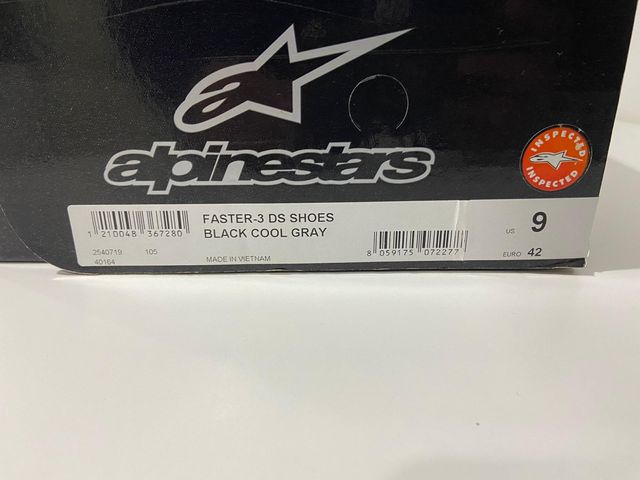 alpinestars
INSPECTED
INSPECTED
FASTER-3 DS SHOES
BLACK COOL GRAY
1 210048 367280
2540719 105
40164
MADE IN VIETNAM
8 059175 072277
US 9
EURO 42